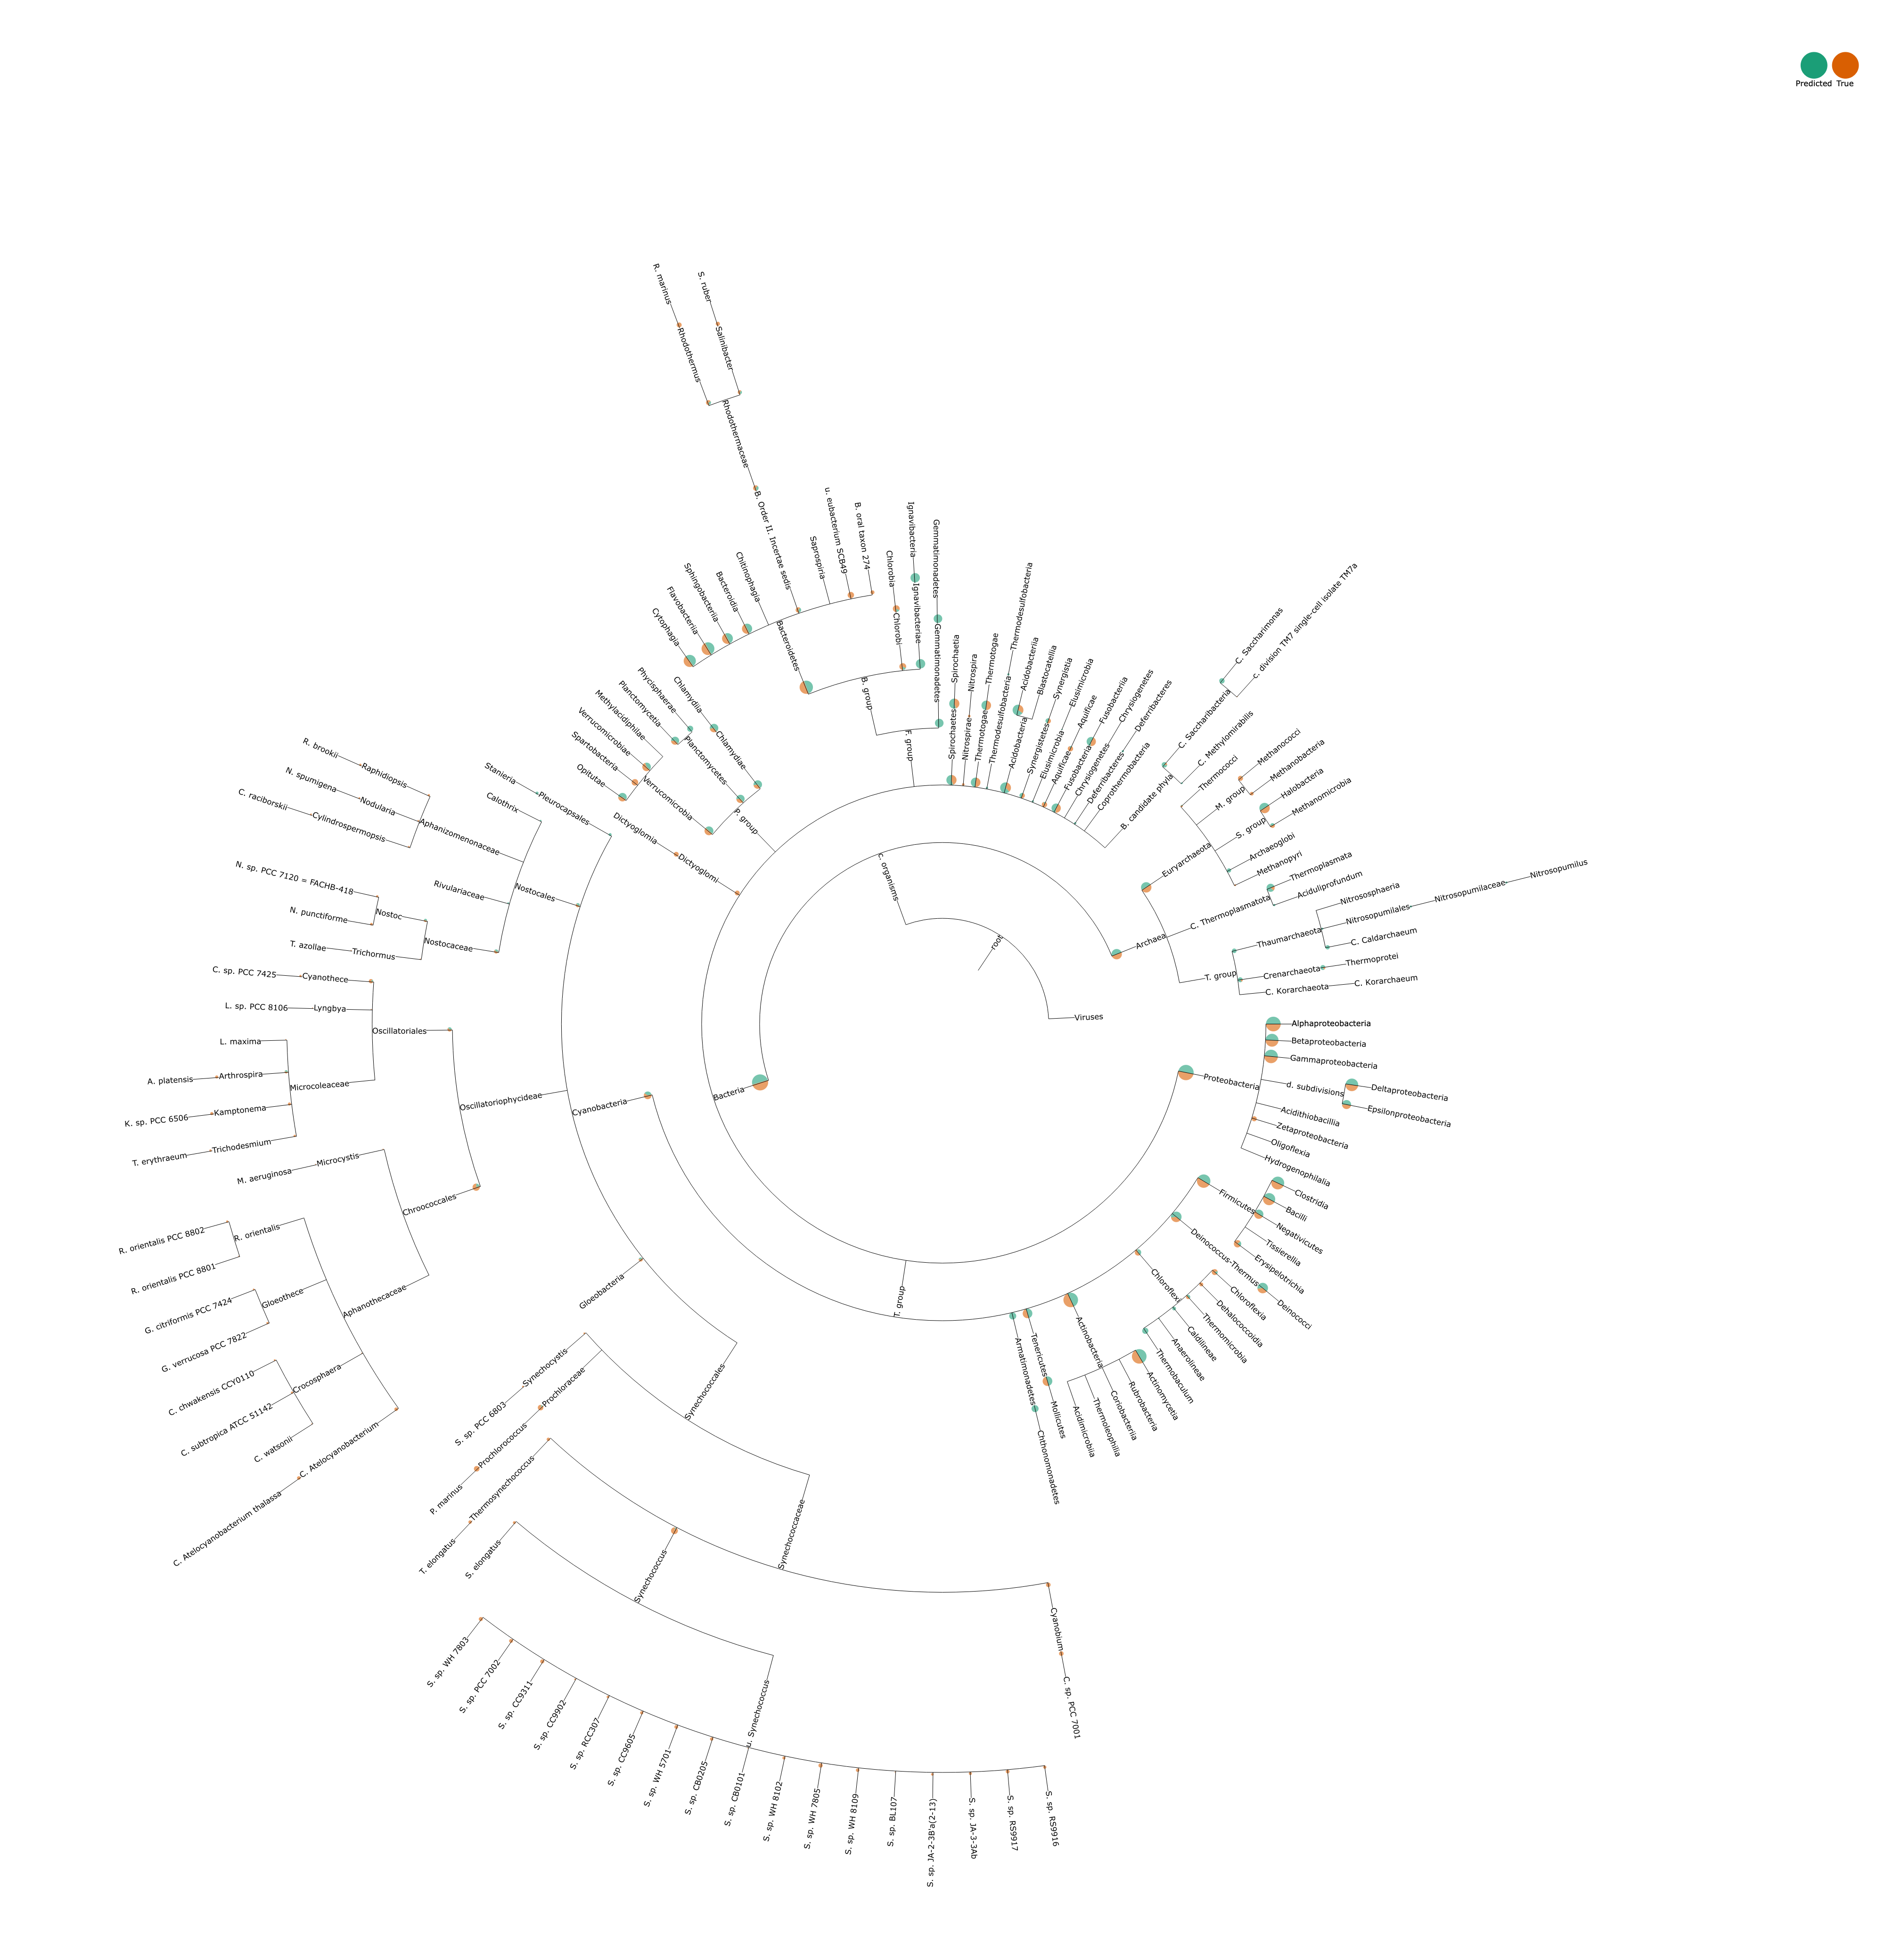 Predicted
True
root
C. organisms
Viruses
Archaea
Bacteria
Euryarchaeota
Thermococci
M. group
Methanococci
Methanobacteria
S. group
Halobacteria
Methanomicrobia
Archaeoglobi
Methanopyri
C. Thermoplasmatota
Thermoplasmata
Aciduliprofundum
T. group
Thaumarchaeota
Nitrososphaeria
Nitrosopumilales
Nitrosopumilaceae
Nitrosopumilus
C. Caldarchaeum
Crenarchaeota
Thermoprotei
C. Korarchaeota
C. Korarchaeum
Proteobacteria
Alphaproteobacteria
Betaproteobacteria
Gammaproteobacteria
d. subdivisions
Deltaproteobacteria
Epsilonproteobacteria
Acidithiobacillia
Zetaproteobacteria
Oligoflexia
Hydrogenophilalia
T. group
Firmicutes
Clostridia
Bacilli
Negativicutes
Tissierellia
Erysipelotrichia
Deinococcus-Thermus
Deinococci
Chloroflexi
Chloroflexia
Dehalococcoidia
Thermomicrobia
Caldilineae
Anaerolineae
Thermobaculum
Actinobacteria
Actinomycetia
Rubrobacteria
Coriobacteriia
Thermoleophilia
Acidimicrobiia
Tenericutes
Mollicutes
Armatimonadetes
Chthonomonadetes
Cyanobacteria
Synechococcales
Synechococcaceae
Cyanobium
C. sp. PCC 7001
Synechococcus
u. Synechococcus
S. sp. RS9916
S. sp. RS9917
S. sp. JA-3-3Ab
S. sp. JA-2-3B'a(2-13)
S. sp. BL107
S. sp. WH 8109
S. sp. WH 7805
S. sp. WH 8102
S. sp. CB0101
S. sp. CB0205
S. sp. WH 5701
S. sp. CC9605
S. sp. RCC307
S. sp. CC9902
S. sp. CC9311
S. sp. PCC 7002
S. sp. WH 7803
S. elongatus
Thermosynechococcus
T. elongatus
Prochloraceae
Prochlorococcus
P. marinus
Synechocystis
S. sp. PCC 6803
Gloeobacteria
Oscillatoriophycideae
Chroococcales
Aphanothecaceae
C. Atelocyanobacterium
C. Atelocyanobacterium thalassa
Crocosphaera
C. watsonii
C. subtropica ATCC 51142
C. chwakensis CCY0110
Gloeothece
G. verrucosa PCC 7822
G. citriformis PCC 7424
R. orientalis
R. orientalis PCC 8801
R. orientalis PCC 8802
Microcystis
M. aeruginosa
Oscillatoriales
Microcoleaceae
Trichodesmium
T. erythraeum
Kamptonema
K. sp. PCC 6506
Arthrospira
A. platensis
L. maxima
Lyngbya
L. sp. PCC 8106
Cyanothece
C. sp. PCC 7425
Nostocales
Nostocaceae
Trichormus
T. azollae
Nostoc
N. punctiforme
N. sp. PCC 7120 = FACHB-418
Rivulariaceae
Calothrix
Aphanizomenonaceae
Cylindrospermopsis
C. raciborskii
Nodularia
N. spumigena
Raphidiopsis
R. brookii
Pleurocapsales
Stanieria
Dictyoglomi
Dictyoglomia
P. group
Verrucomicrobia
Opitutae
Spartobacteria
Verrucomicrobiae
Methylacidiphilae
Planctomycetes
Planctomycetia
Phycisphaerae
Chlamydiae
Chlamydiia
F. group
B. group
Bacteroidetes
Cytophagia
Flavobacteriia
Sphingobacteriia
Bacteroidia
Chitinophagia
B. Order II. Incertae sedis
Rhodothermaceae
Rhodothermus
R. marinus
Salinibacter
S. ruber
Saprospiria
u. eubacterium SCB49
B. oral taxon 274
Chlorobi
Chlorobia
Ignavibacteriae
Ignavibacteria
Gemmatimonadetes
Gemmatimonadetes
Spirochaetes
Spirochaetia
Nitrospirae
Nitrospira
Thermotogae
Thermotogae
Thermodesulfobacteria
Thermodesulfobacteria
Acidobacteria
Acidobacteriia
Blastocatellia
Synergistetes
Synergistia
Elusimicrobia
Elusimicrobia
Aquificae
Aquificae
Fusobacteria
Fusobacteriia
Chrysiogenetes
Chrysiogenetes
Deferribacteres
Deferribacteres
Coprothermobacteria
B. candidate phyla
C. Saccharibacteria
C. Saccharimonas
c. division TM7 single-cell isolate TM7a
C. Methylomirabilis